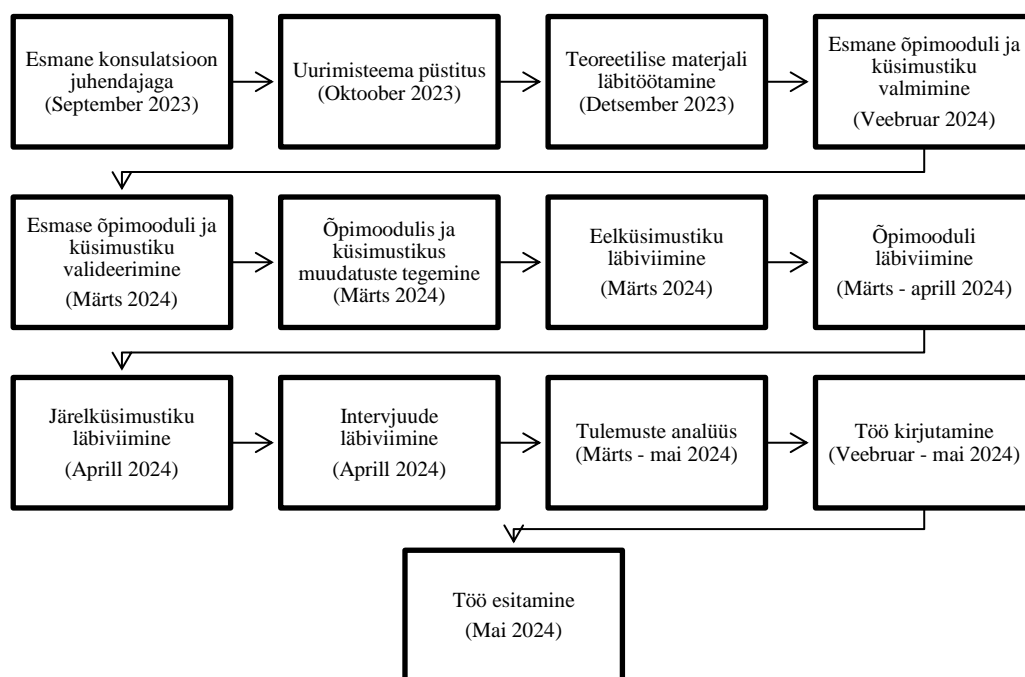 Esmane konsulatsioon
juhendajaga
(September 2023)
Uurimisteema püstitus
(Oktoober 2023)
Teoreetilise materjali
läbitöötamine
(Detsember 2023)
Esmane õpimooduli ja
küsimustiku
valmimine
(Veebruar 2024)
Esmase õpimooduli ja
küsimustiku
valideerimine
(Märts 2024)
Õpimoodulis ja
küsimustikus
muudatuste tegemine
(Märts 2024)
Eelküsimustiku
läbiviimine
(Märts 2024)
Õpimooduli
läbiviimine
(Märts - aprill 2024)
Järelküsimustiku
läbiviimine
(Aprill 2024)
Intervjuude
läbiviimine
(Aprill 2024)
Tulemuste analüüs
(Märts - mai 2024)
Töö kirjutamine
(Veebruar - mai 2024)
Töö esitamine
(Mai 2024)